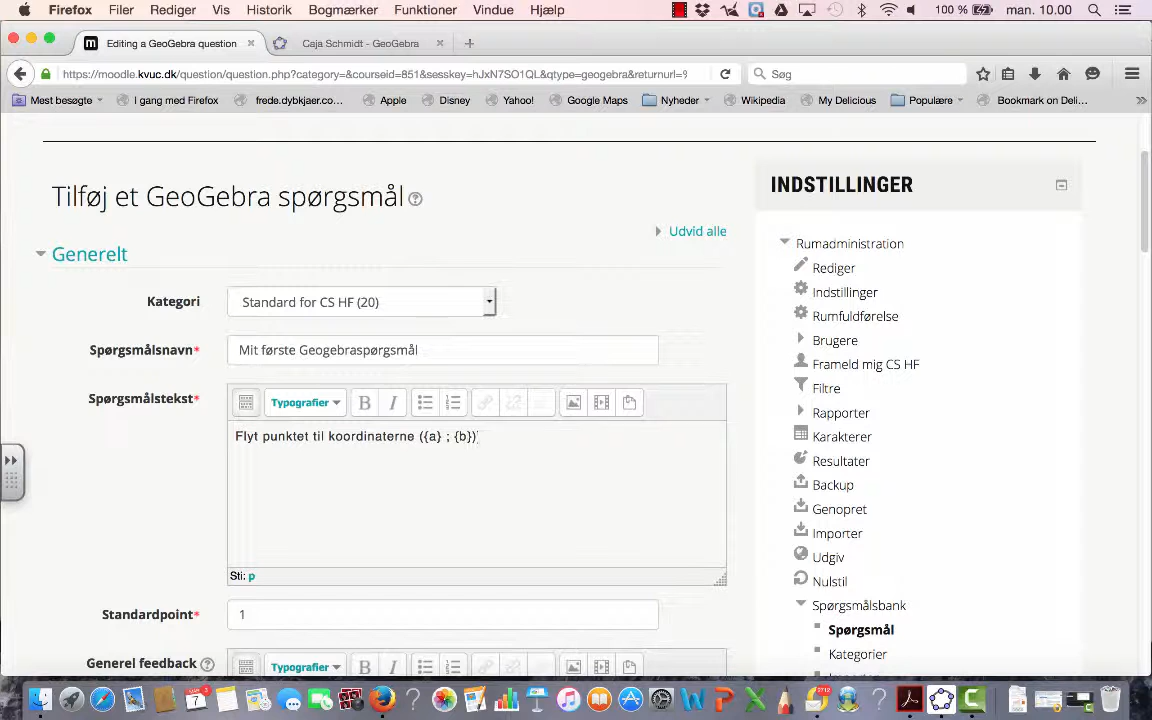 Firefox Filer Rediger Vis Historik Bogmærker Funktioner Vindue Hjælp 100 % man. 10.00
Editing a GeoGebra question × Caja Schmidt - GeoGebra × +
https://moodle.kvuc.dk/question/question.php?category=&courseid=851&sesskey=hJxN7SO1QL&qtype=geogebra&returnurl=9 Søg
Mest besøgte I gang med Firefox frede.dybkjaer.co... Apple Disney Yahoo! Google Maps Nyheder Wikipedia My Delicious Populære Bookmark on Deli... »
Tilføj et GeoGebra spørgsmål
Udvid alle
Generelt
Kategori Standard for CS HF (20)
Spørgsmålsnavn* Mit første Geogebraspørgsmål
Spørgsmålstekst* Typografier B I
Flyt punktet til koordinaterne ({a} ; {b})
Sti: p
Standardpoint* 1
Generel feedback Typografier B I
INDSTILLINGER
Rumadministration
Rediger
Indstillinger
Rumfuldførelse
Brugere
Frameld mig CS HF
Filtre
Rapporter
Karakterer
Resultater
Backup
Genopret
Importer
Udgiv
Nulstil
Spørgsmålsbank
Spørgsmål
Kategorier